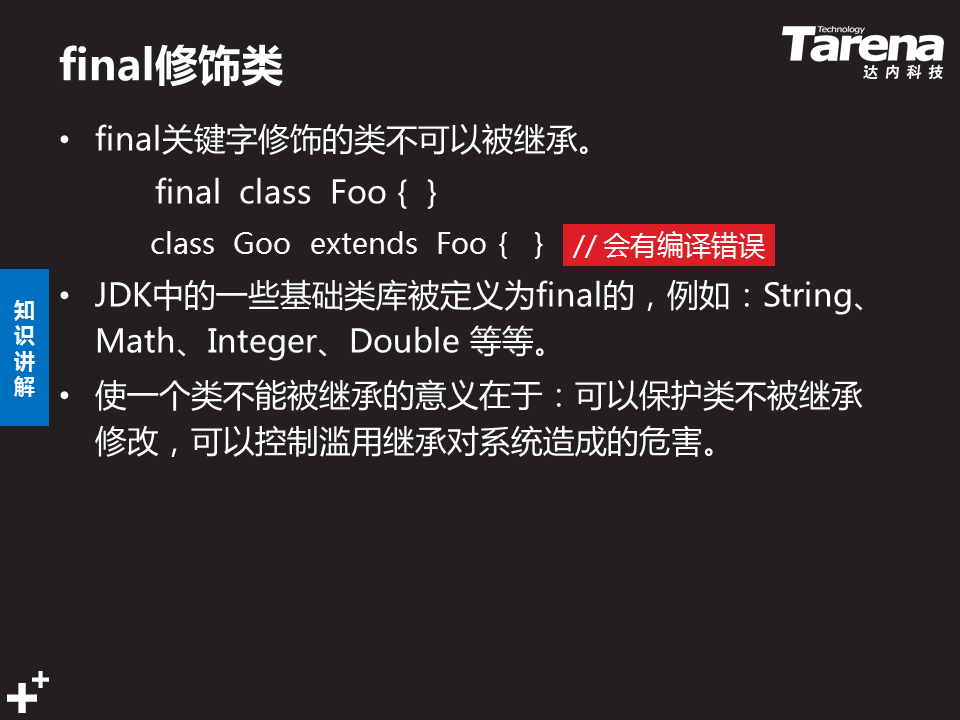 final修饰类
Technology
Tarena
达内科技
• final关键字修饰的类不可以被继承。
final class Foo { }
class Goo extends Foo { } // 会有编译错误
• JDK中的一些基础类库被定义为final的，例如：String、
Math、Integer、Double 等等。
• 使一个类不能被继承的意义在于：可以保护类不被继承
修改，可以控制滥用继承对系统造成的危害。
知
识
讲
解